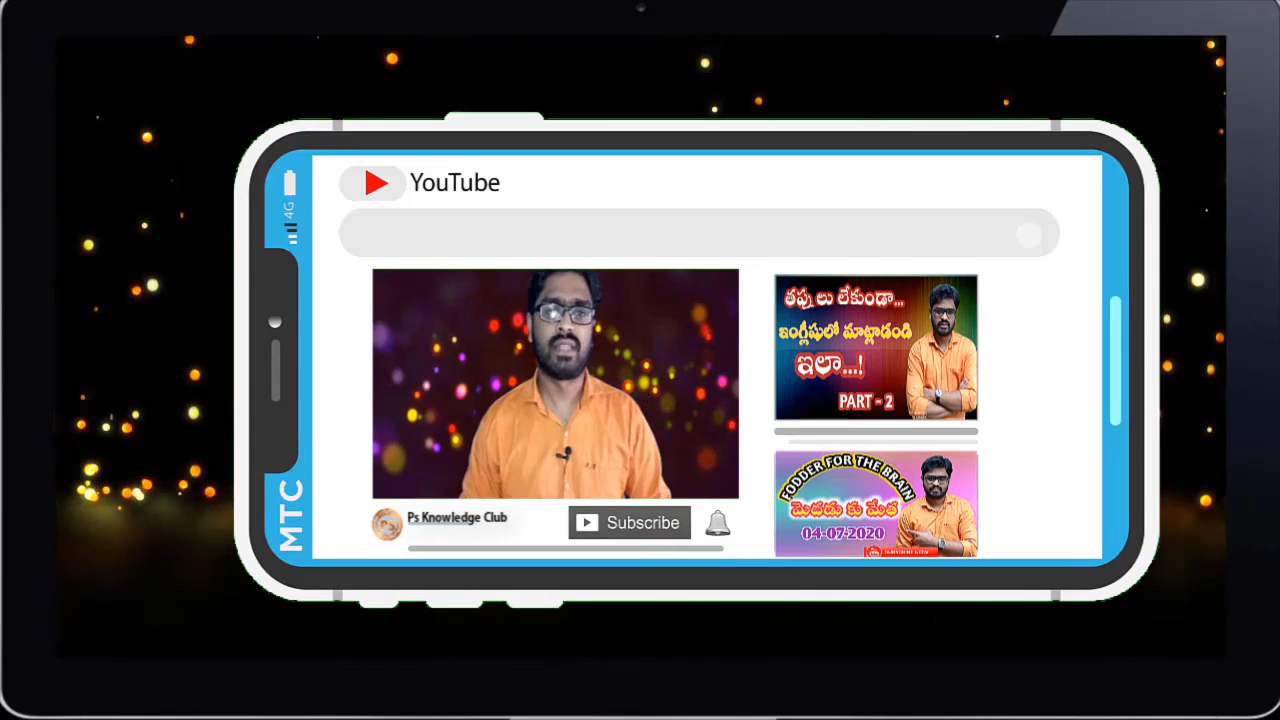 4G
MTC
YouTube
Ps Knowledge Club
Subscribe
తప్పులు లేకుండా...
ఇంగ్లీషులో మాట్లాడండి
ఇలా...!
PART - 2
FODDER FOR THE BRAIN
మెదడు కు మేత
04-07-2020